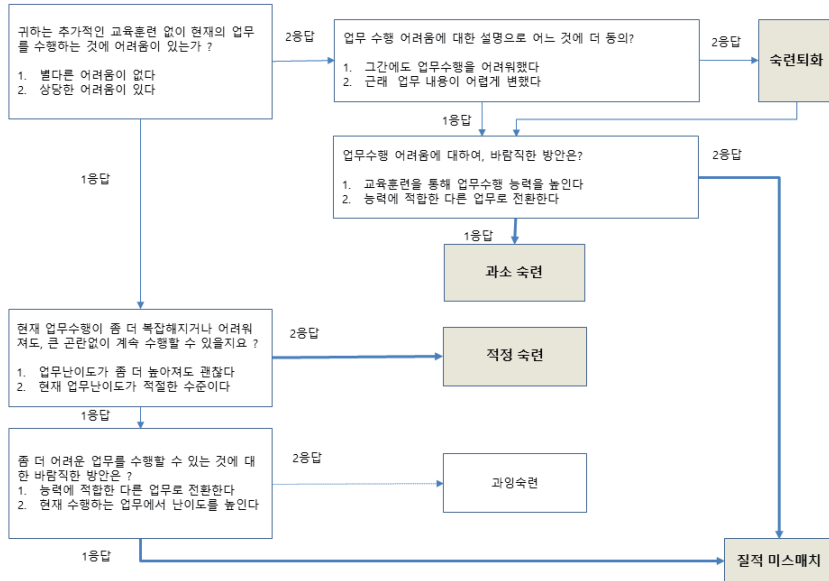 귀하는 추가적인 교육훈련 없이 현재의 업무
를 수행하는 것에 어려움이 있는가 ?
1. 별다른 어려움이 없다
2. 상당한 어려움이 있다
2응답
업무 수행 어려움에 대한 설명으로 어느 것에 더 동의?
1. 그간에도 업무수행을 어려워했다
2. 근래 업무 내용이 어렵게 변했다
2응답
숙련퇴화
1응답
1응답
업무수행 어려움에 대하여, 바람직한 방안은?
1. 교육훈련을 통해 업무수행 능력을 높인다
2. 능력에 적합한 다른 업무로 전환한다
2응답
1응답
과소 숙련
현재 업무수행이 좀 더 복잡해지거나 어려워
져도, 큰 곤란없이 계속 수행할 수 있을지요 ?
1. 업무난이도가 좀 더 높아져도 괜찮다
2. 현재 업무난이도가 적절한 수준이다
2응답
적정 숙련
1응답
좀 더 어려운 업무를 수행할 수 있는 것에 대
한 바람직한 방안은 ?
1. 능력에 적합한 다른 업무로 전환한다
2. 현재 수행하는 업무에서 난이도를 높인다
2응답
과잉숙련
1응답
질적 미스매치